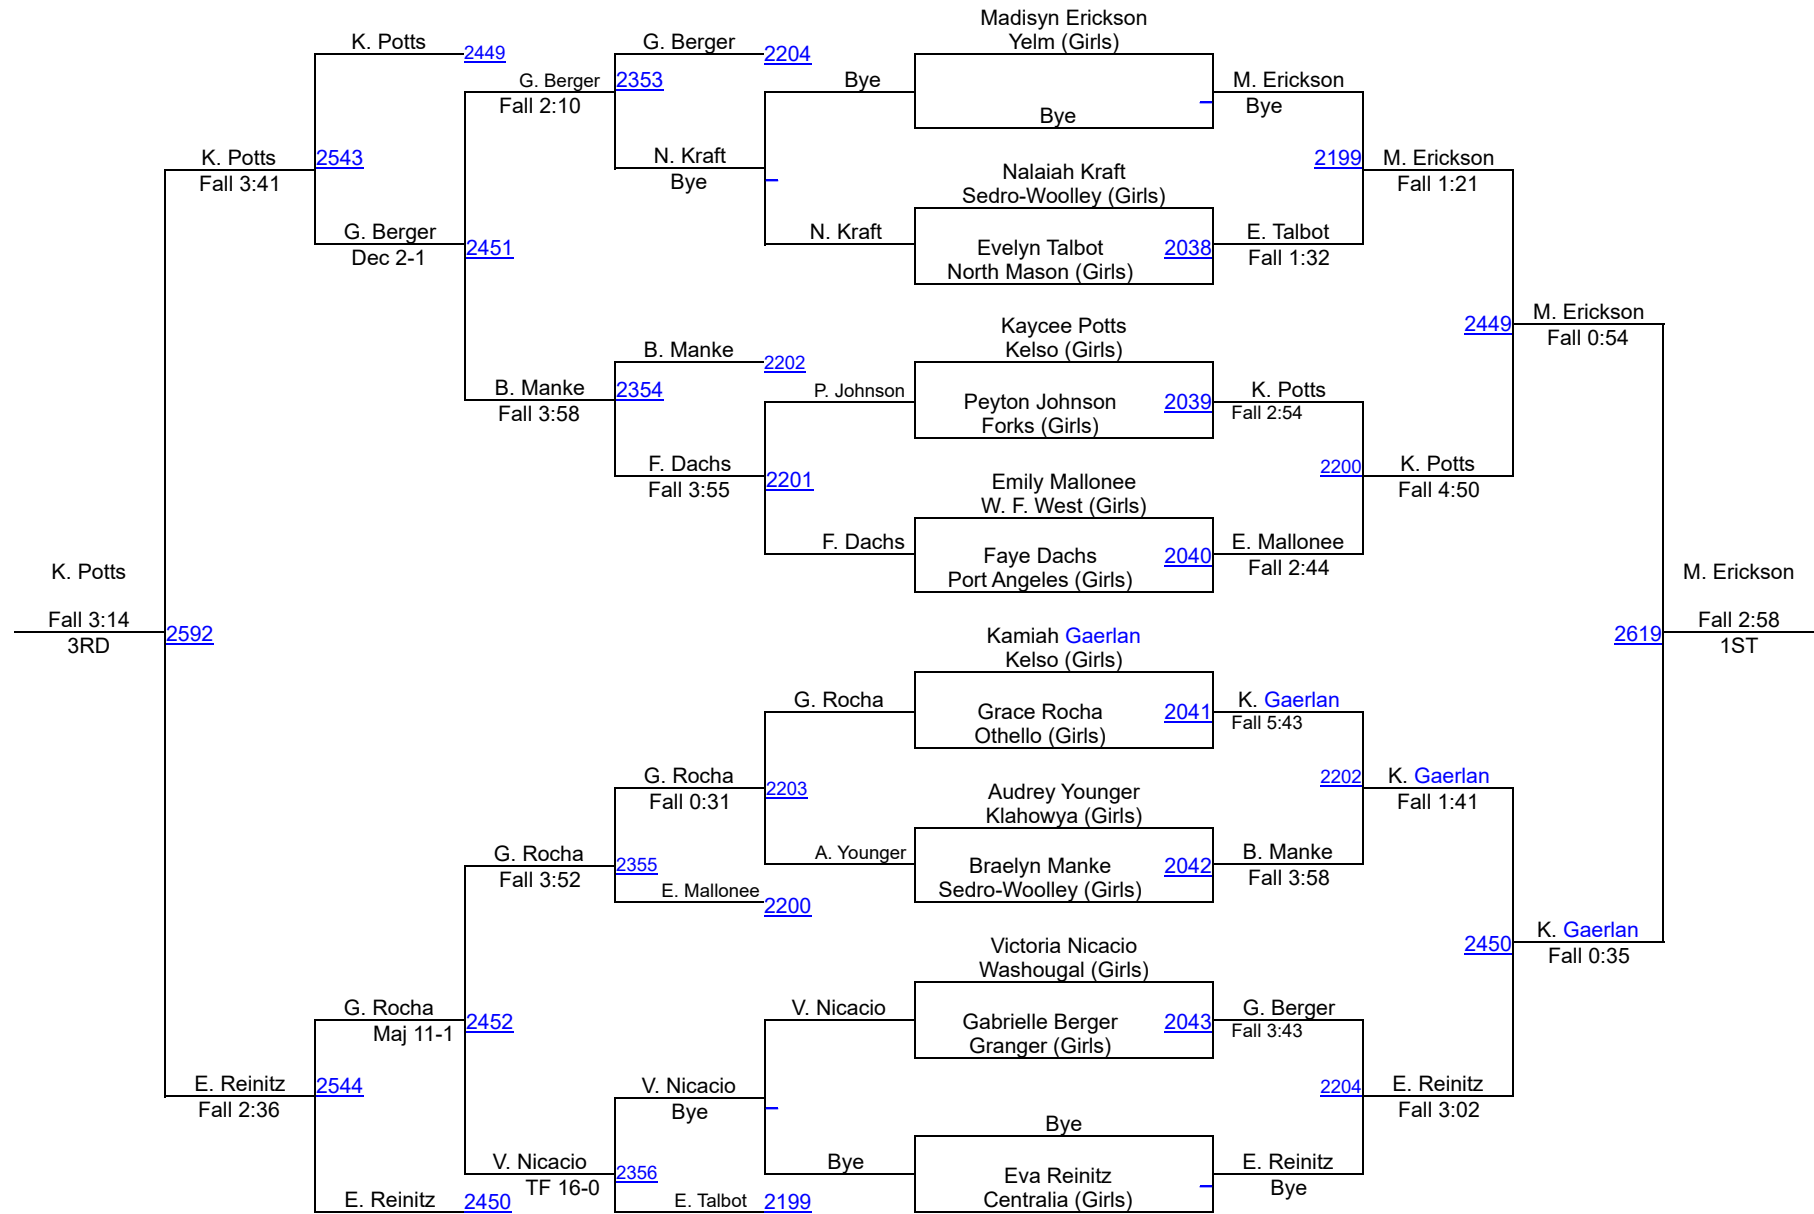 Madisyn Erickson
K. Potts 2449 G. Berger 2204 Yelm (Girls)
G. Berger 2353 Bye M. Erickson
Fall 2:10 Bye
Bye
K. Potts 2543 N. Kraft 2199 M. Erickson
Fall 3:41 Bye Nalaiah Kraft Fall 1:21
Sedro-Woolley (Girls)
G. Berger 2451 N. Kraft Evelyn Talbot 2038 E. Talbot
Dec 2-1 North Mason (Girls) Fall 1:32
Kaycee Potts 2449 M. Erickson
B. Manke 2202 Kelso (Girls) Fall 0:54
B. Manke 2354 P. Johnson Peyton Johnson 2039 K. Potts
Fall 3:58 Forks (Girls) Fall 2:54
F. Dachs 2201 Emily Mallonee 2200 K. Potts
Fall 3:55 W. F. West (Girls) Fall 4:50
F. Dachs Faye Dachs 2040 E. Mallonee
Port Angeles (Girls) Fall 2:44
K. Potts M. Erickson
Fall 3:14 2592 Kamiah Gaerlan 2619 Fall 2:58
3RD Kelso (Girls) 1ST
G. Rocha Grace Rocha 2041 K. Gaerlan
Othello (Girls) Fall 5:43
G. Rocha 2203 Audrey Younger 2202 K. Gaerlan
Fall 0:31 Klahowya (Girls) Fall 1:41
G. Rocha 2355 A. Younger Braelyn Manke 2042 B. Manke
Fall 3:52 E. Mallonee 2200 Sedro-Woolley (Girls) Fall 3:58
Victoria Nicacio 2450 K. Gaerlan
Washougal (Girls) Fall 0:35
G. Rocha 2452 V. Nicacio Gabrielle Berger 2043 G. Berger
Maj 11-1 Granger (Girls) Fall 3:43
E. Reinitz 2544 V. Nicacio 2204 E. Reinitz
Fall 2:36 Bye Bye Fall 3:02
V. Nicacio 2356 Bye Eva Reinitz E. Reinitz
TF 16-0 Bye
E. Reinitz 2450 E. Talbot 2199 Centralia (Girls)